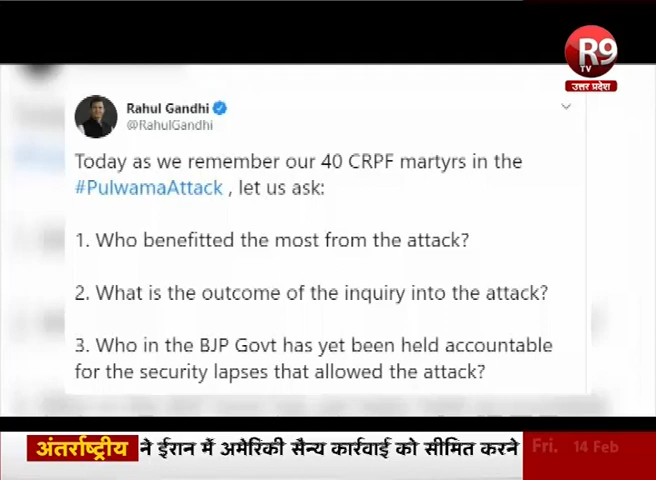 R9
TV
उत्तर प्रदेश
Rahul Gandhi
@RahulGandhi
Today as we remember our 40 CRPF martyrs in the
#PulwamaAttack , let us ask:
1. Who benefitted the most from the attack?
2. What is the outcome of the inquiry into the attack?
3. Who in the BJP Govt has yet been held accountable
for the security lapses that allowed the attack?
अंतर्राष्ट्रीय ने ईरान में अमेरिकी सैन्य कार्रवाई को सीमित करने Fri. 14 Feb